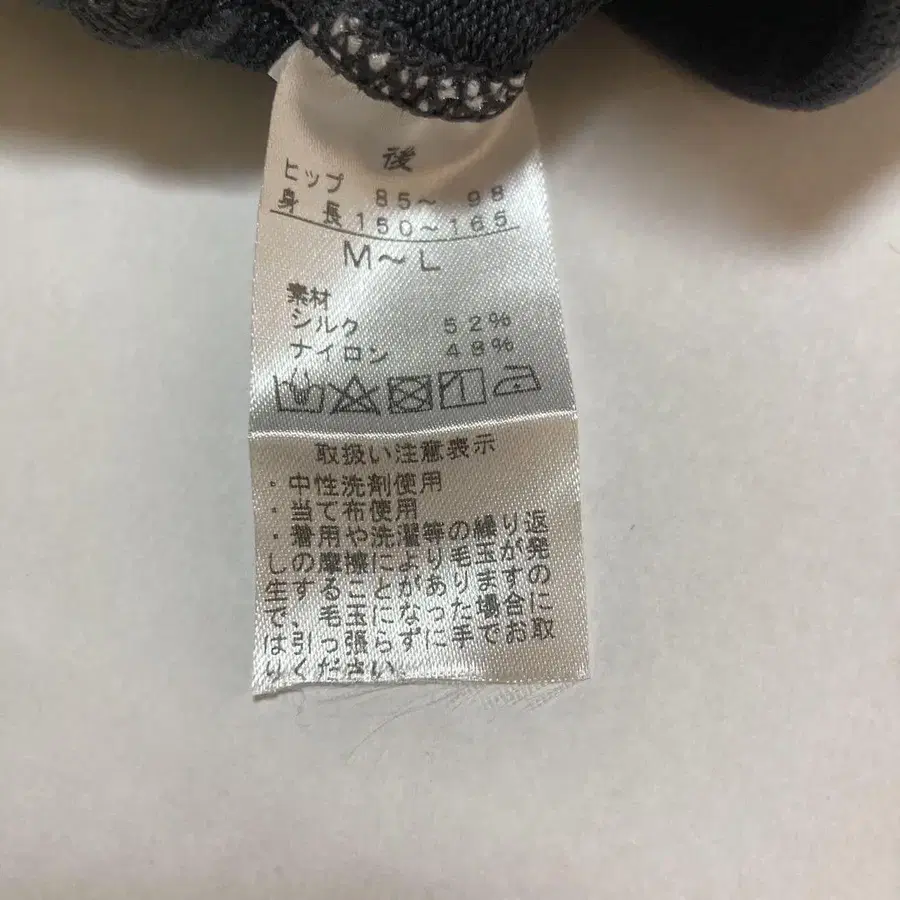 後
ヒップ 85～98
身長 150～165
M～L
素材
シルク 52%
ナイロン 48%
取扱い注意表示
・中性洗剤使用
・当て布使用
・着用や洗濯等の繰り返
しの摩擦により毛玉が発
生することがあります の
で、毛玉になった場合に
は引っ張らずに手でお取
りください。